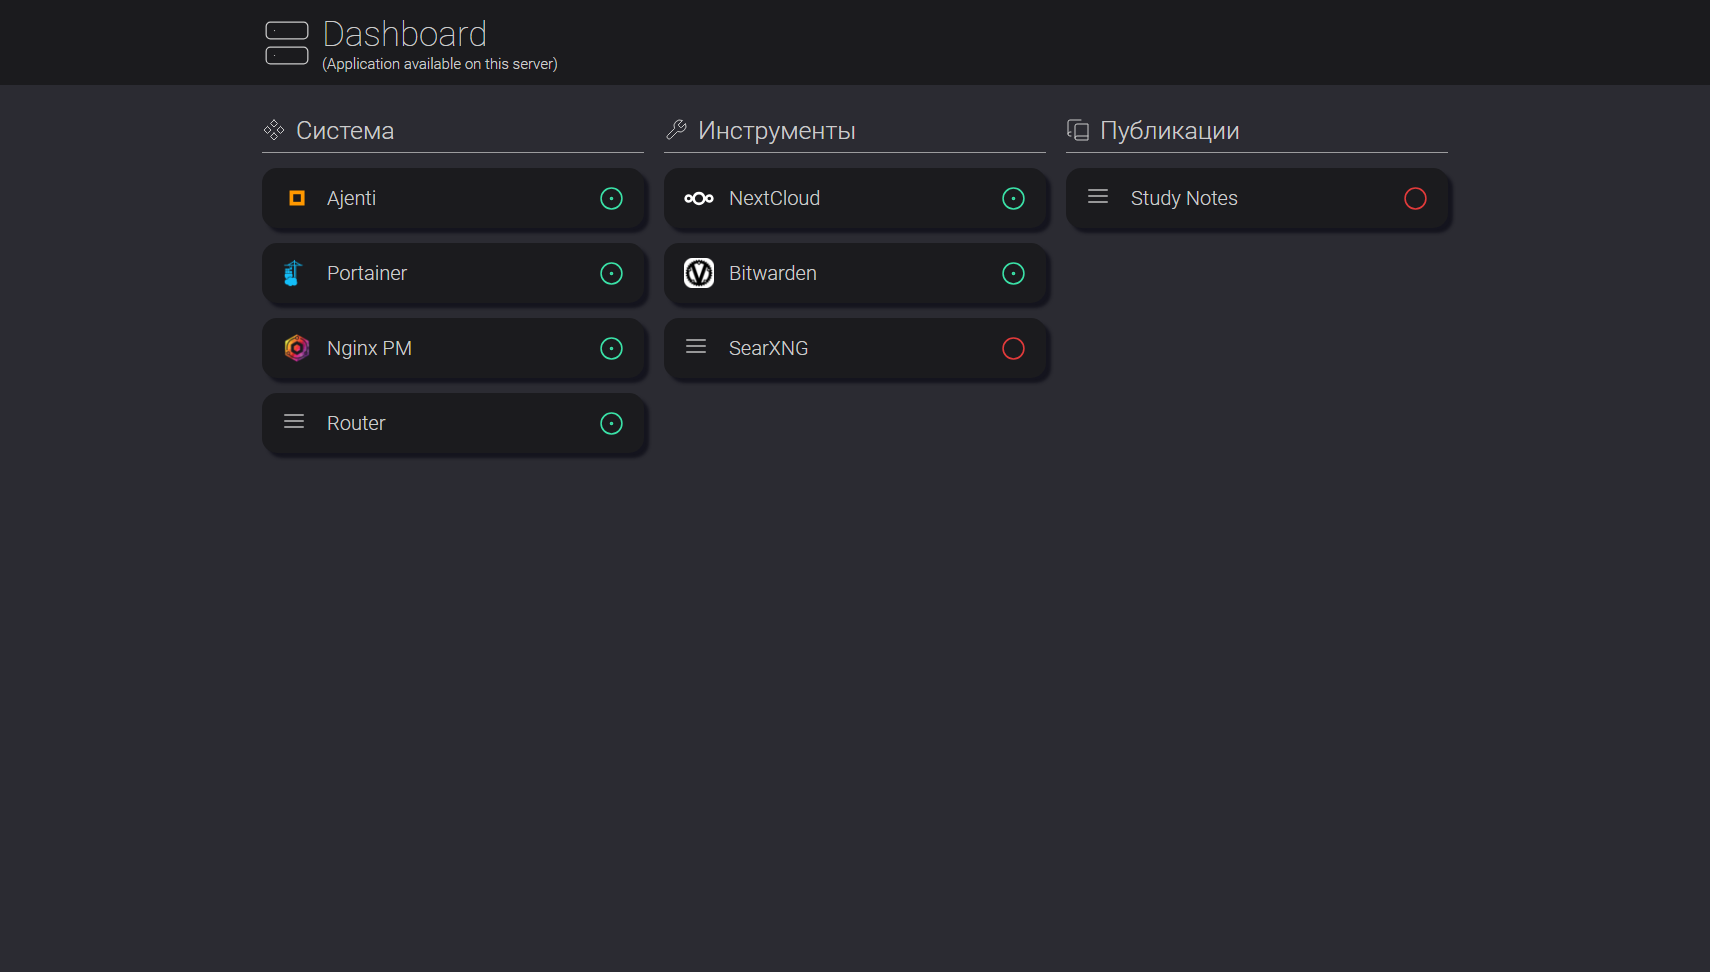 Dashboard
(Application available on this server)
Система
Ajenti
Portainer
Nginx PM
Router
Инструменты
NextCloud
Bitwarden
SearXNG
Публикации
Study Notes